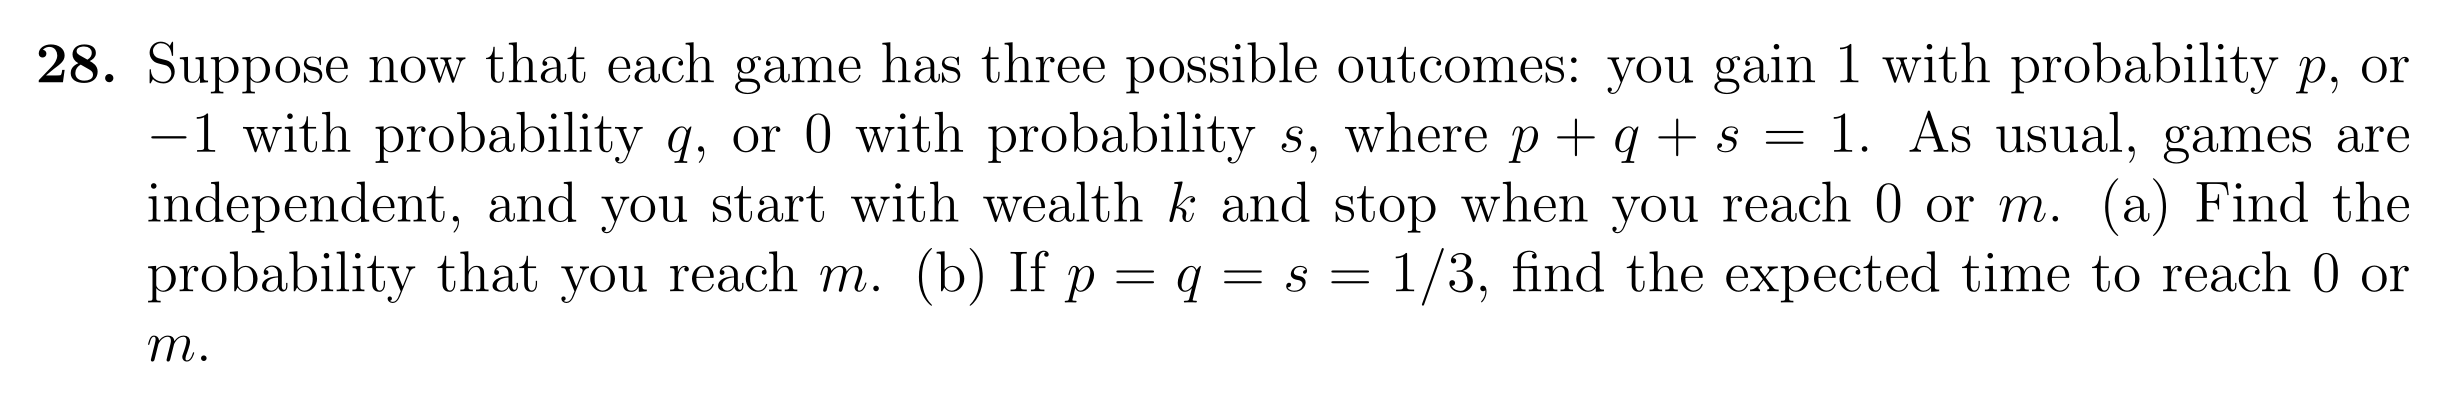 28. Suppose now that each game has three possible outcomes: you gain 1 with probability p, or
−1 with probability q, or 0 with probability s, where p + q + s = 1. As usual, games are
independent, and you start with wealth k and stop when you reach 0 or m. (a) Find the
probability that you reach m. (b) If p = q = s = 1/3, find the expected time to reach 0 or
m.